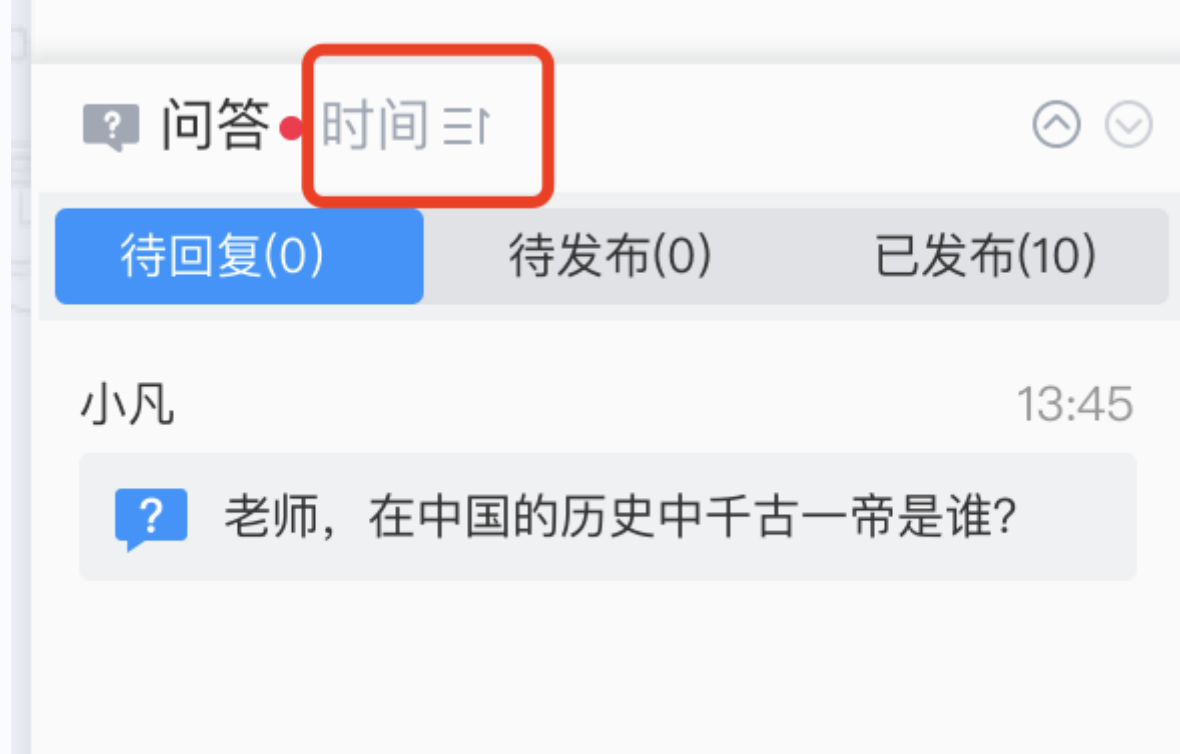 问答 时间
待回复(0) 待发布(0) 已发布(10)
小凡 13:45
? 老师，在中国的历史中千古一帝是谁?